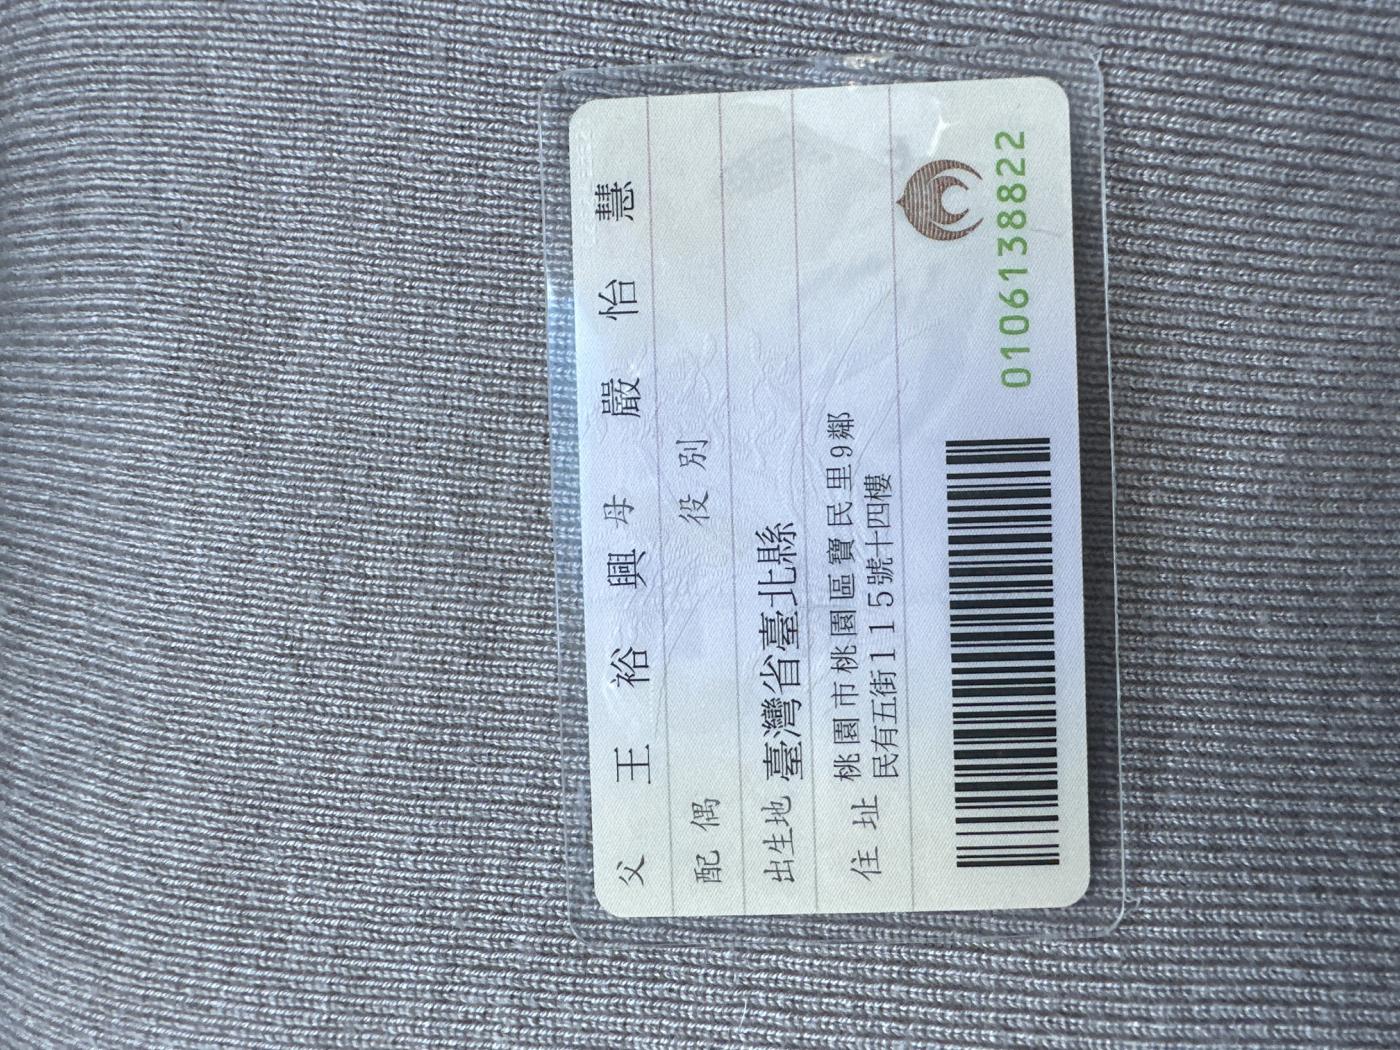 父 王裕興 母 嚴怡慧
配偶 役別
出生地 臺灣省臺北縣
住址 桃園市桃園區寶民里9鄰
民有五街115號十四樓
0106138822